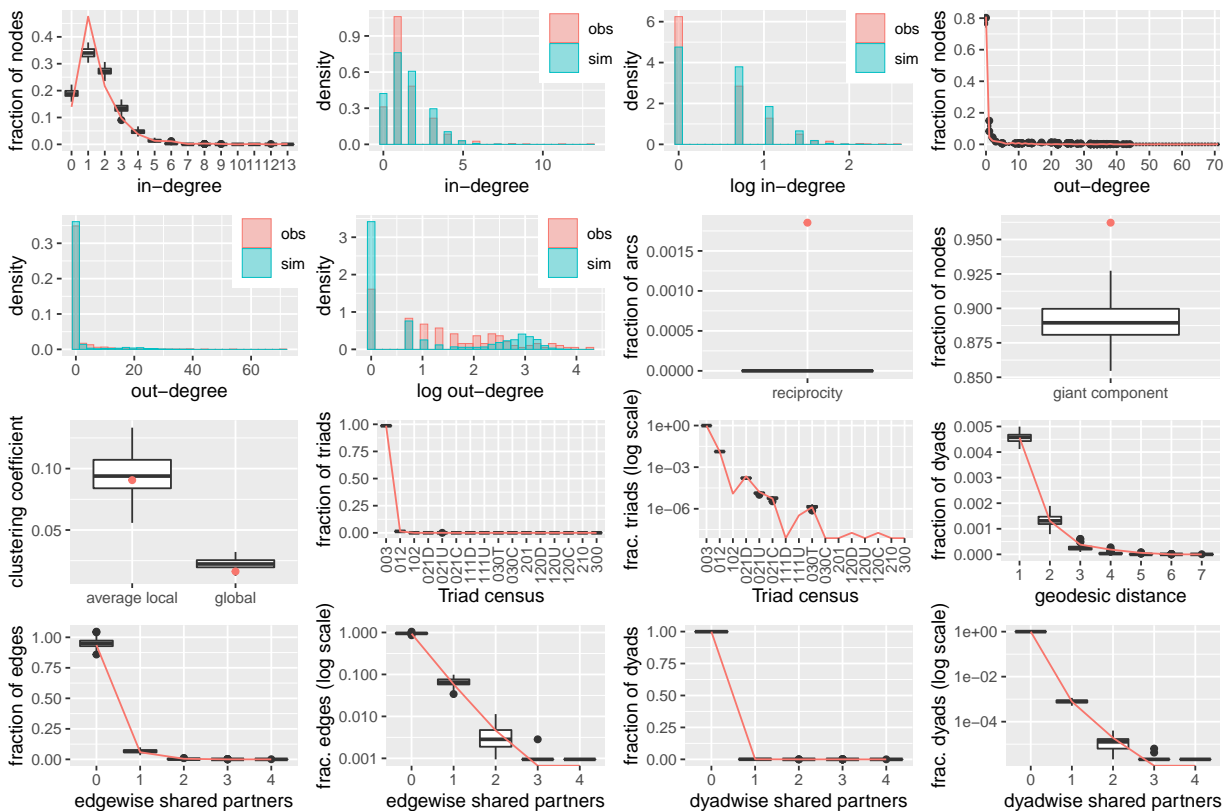 fraction of nodes
0.4
0.3
0.2
0.1
0.0
0 1 2 3 4 5 6 7 8 9 10 11 12 13
in−degree
density
0.9
0.6
0.3
0.0
0 5 10
in−degree
obs
sim
density
6
4
2
0
0 1 2
log in−degree
obs
sim
fraction of nodes
0.8
0.6
0.4
0.2
0.0
0 10 20 30 40 50 60 70
out−degree
density
0.3
0.2
0.1
0.0
0 20 40 60
out−degree
obs
sim
density
3
2
1
0
0 1 2 3 4
log out−degree
obs
sim
fraction of arcs
0.0015
0.0010
0.0005
0.0000
reciprocity
fraction of nodes
0.950
0.925
0.900
0.875
0.850
giant component
clustering coefficient
0.10
0.05
average local global
fraction of triads
1.00
0.75
0.50
0.25
0.00
003 012 102 021D 021U 021C 111D 111U 030T 030C 201 120D 120U 120C 210 300
Triad census
frac. triads (log scale)
1e+00
1e−03
1e−06
003 012 102 021D 021U 021C 111D 111U 030T 030C 201 120D 120U 120C 210 300
Triad census
fraction of dyads
0.005
0.004
0.003
0.002
0.001
0.000
1 2 3 4 5 6 7
geodesic distance
fraction of edges
1.00
0.75
0.50
0.25
0.00
0 1 2 3 4
edgewise shared partners
frac. edges (log scale)
1.000
0.100
0.010
0.001
0 1 2 3 4
edgewise shared partners
fraction of dyads
1.00
0.75
0.50
0.25
0.00
0 1 2 3 4
dyadwise shared partners
frac. dyads (log scale)
1e+00
1e−02
1e−04
0 1 2 3 4
dyadwise shared partners